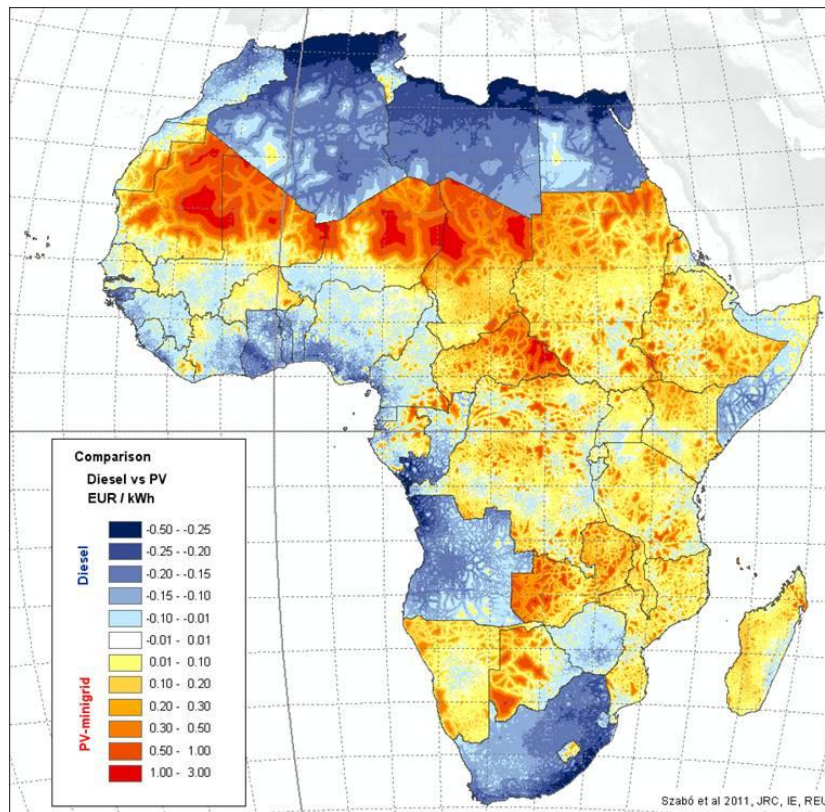 Comparison
Diesel vs PV
EUR / kWh
Diesel
PV-minigrid
-0.50 - -0.25
-0.25 - -0.20
-0.20 - -0.15
-0.15 - -0.10
-0.10 - -0.01
-0.01 - 0.01
0.01 - 0.10
0.10 - 0.20
0.20 - 0.30
0.30 - 0.50
0.50 - 1.00
1.00 - 3.00
Szabó et al 2011, JRC, IE, REU